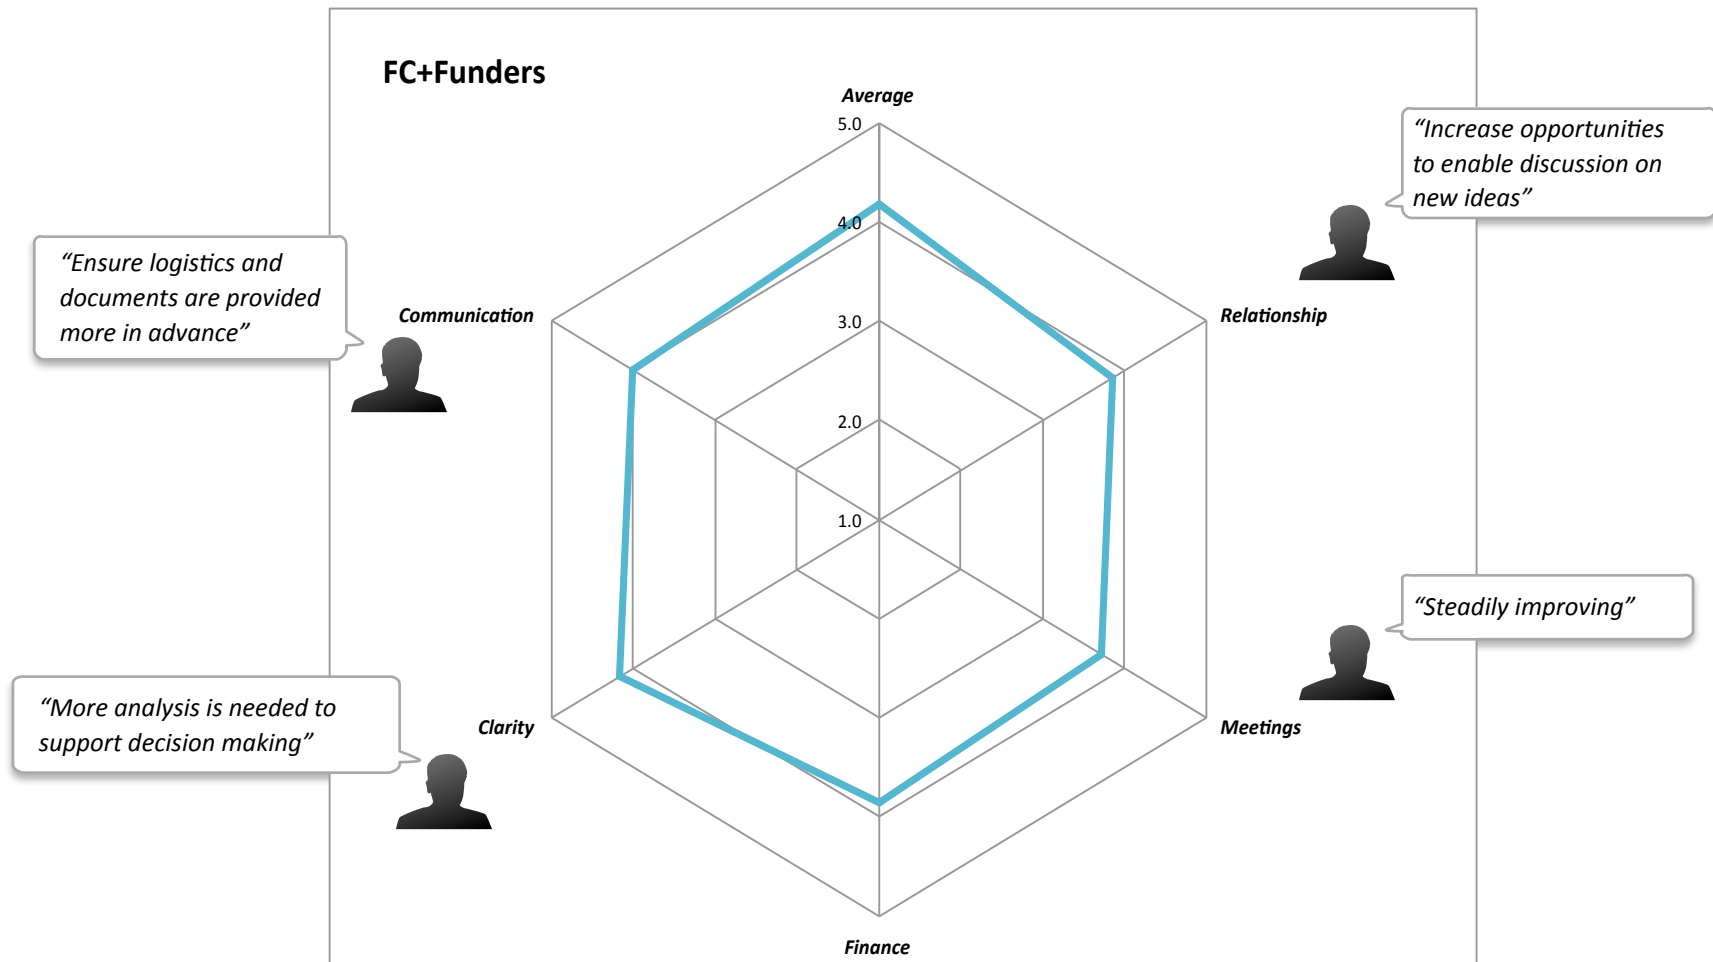 FC+Funders
Average
5.0
4.0
3.0
2.0
1.0
“Increase opportunities
to enable discussion on
new ideas”
“Ensure logistics and
documents are provided
more in advance”
Communication
Relationship
“Steadily improving”
“More analysis is needed to
support decision making”
Clarity
Meetings
Finance